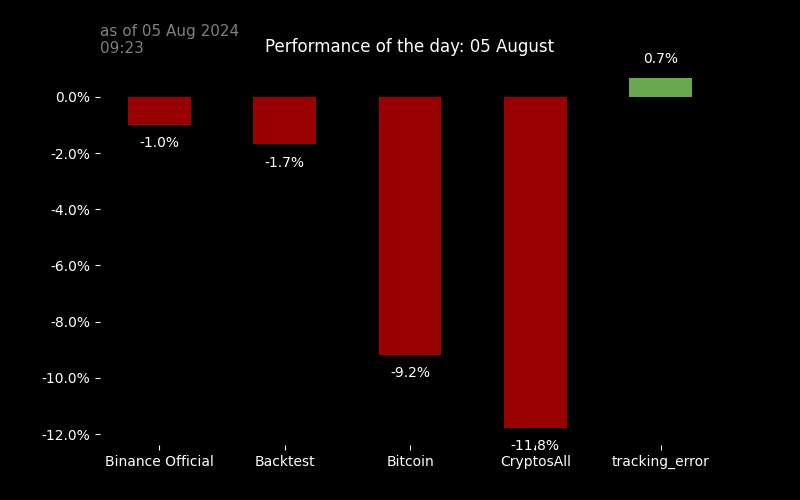 as of 05 Aug 2024
09:23
Performance of the day: 05 August
0.7%
0.0%
-1.0%
-2.0%
-1.7%
-4.0%
-6.0%
-8.0%
-9.2%
-10.0%
-12.0%
-11.8%
Binance Official
Backtest
Bitcoin
CryptosAll
tracking_error